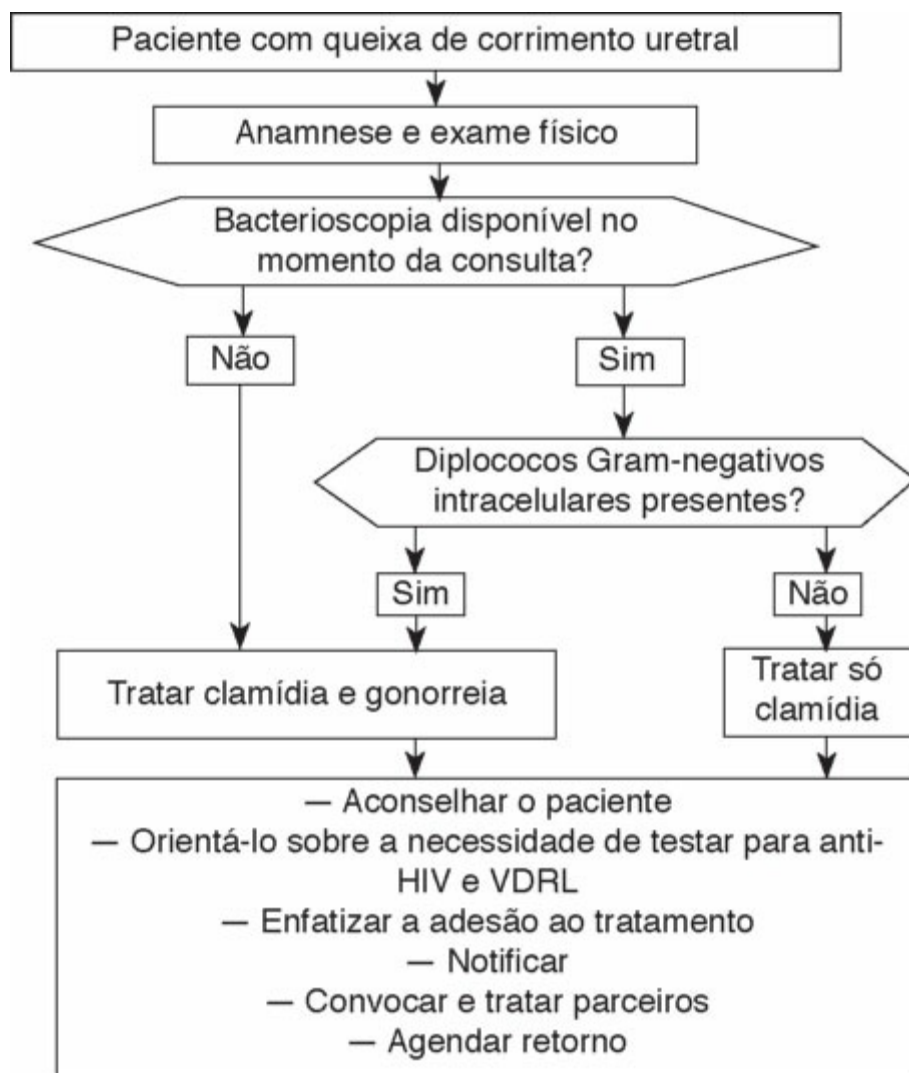 Paciente com queixa de corrimento uretral
Anamnese e exame físico
Bacterioscopia disponível no
momento da consulta?
Não
Sim
Diplococos Gram-negativos
intracelulares presentes?
Sim
Não
Tratar clamídia e gonorreia
Tratar só
clamídia
— Aconselhar o paciente
— Orientá-lo sobre a necessidade de testar para anti-
HIV e VDRL
— Enfatizar a adesão ao tratamento
— Notificar
— Convocar e tratar parceiros
— Agendar retorno